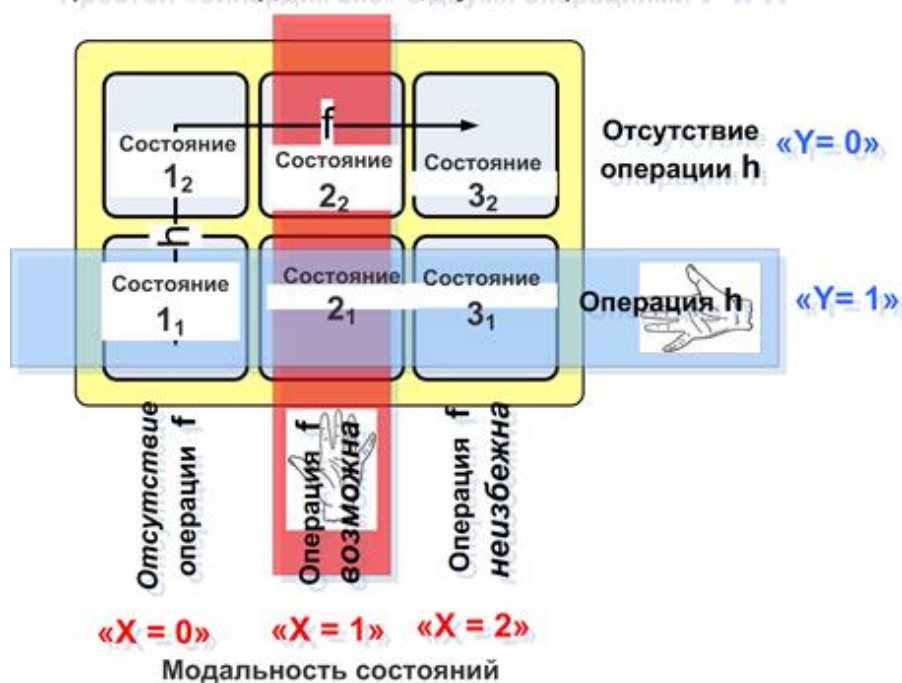 f
Состояние
1₂
Состояние
2₂
Состояние
3₂
Отсутствие
операции h
«Y= 0»
h
Состояние
1₁
Состояние
2₁
Состояние
3₁
Операция h
«Y= 1»
Отсутствие
операции f
Операция f
возможна
Операция f
неизбежна
«X = 0»
«X = 1»
«X = 2»
Модальность состояний